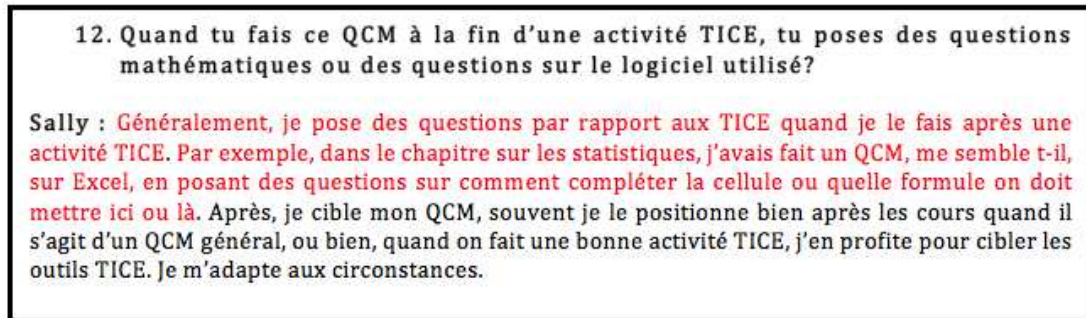 12. Quand tu fais ce QCM à la fin d'une activité TICE, tu poses des questions
mathématiques ou des questions sur le logiciel utilisé?
Sally : Généralement, je pose des questions par rapport aux TICE quand je le fais après une
activité TICE. Par exemple, dans le chapitre sur les statistiques, j'avais fait un QCM, me semble t-il,
sur Excel, en posant des questions sur comment compléter la cellule ou quelle formule on doit
mettre ici ou là. Après, je cible mon QCM, souvent je le positionne bien après les cours quand il
s'agit d'un QCM général, ou bien, quand on fait une bonne activité TICE, j'en profite pour cibler les
outils TICE. Je m'adapte aux circonstances.